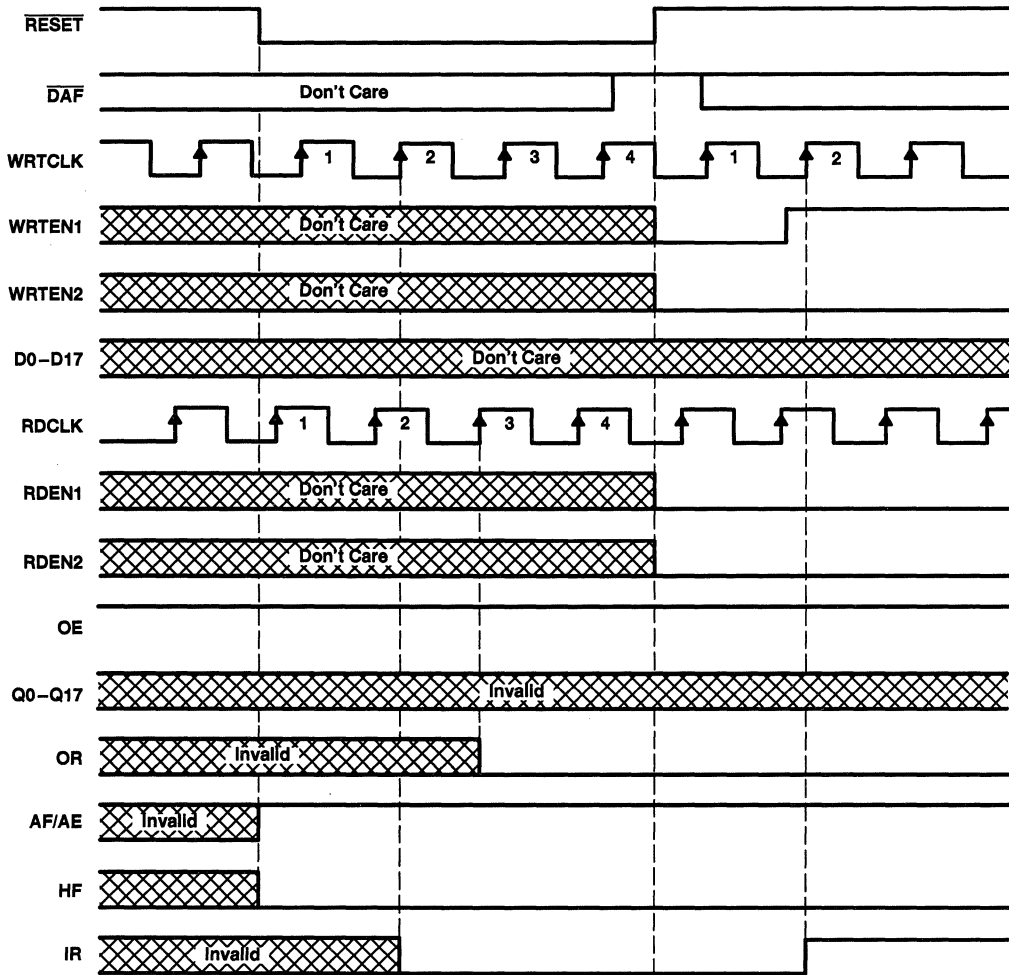 RESET
DAF Don't Care
WRTCLK 1 2 3 4 1 2
WRTEN1 Don't Care
WRTEN2 Don't Care
D0–D17 Don't Care
RDCLK 1 2 3 4
RDEN1 Don't Care
RDEN2 Don't Care
OE
Q0–Q17 Invalid
OR Invalid
AF/AE Invalid
HF
IR Invalid